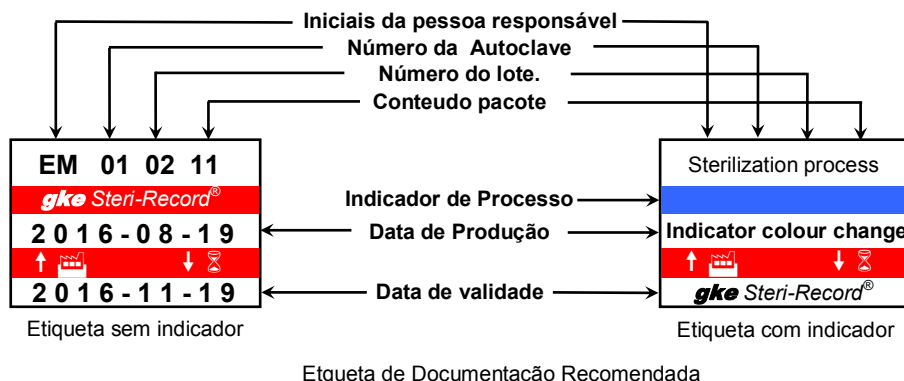 Iniciais da pessoa responsável
Número da Autoclave
Número do lote.
Conteudo pacote
EM 01 02 11
gke Steri-Record®
2016-08-19
2016-11-19
Etiqueta sem indicador
Indicador de Processo
Data de Produção
Data de validade
Sterilization process
Indicator colour change
gke Steri-Record®
Etiqueta com indicador
Etqueta de Documentação Recomendada